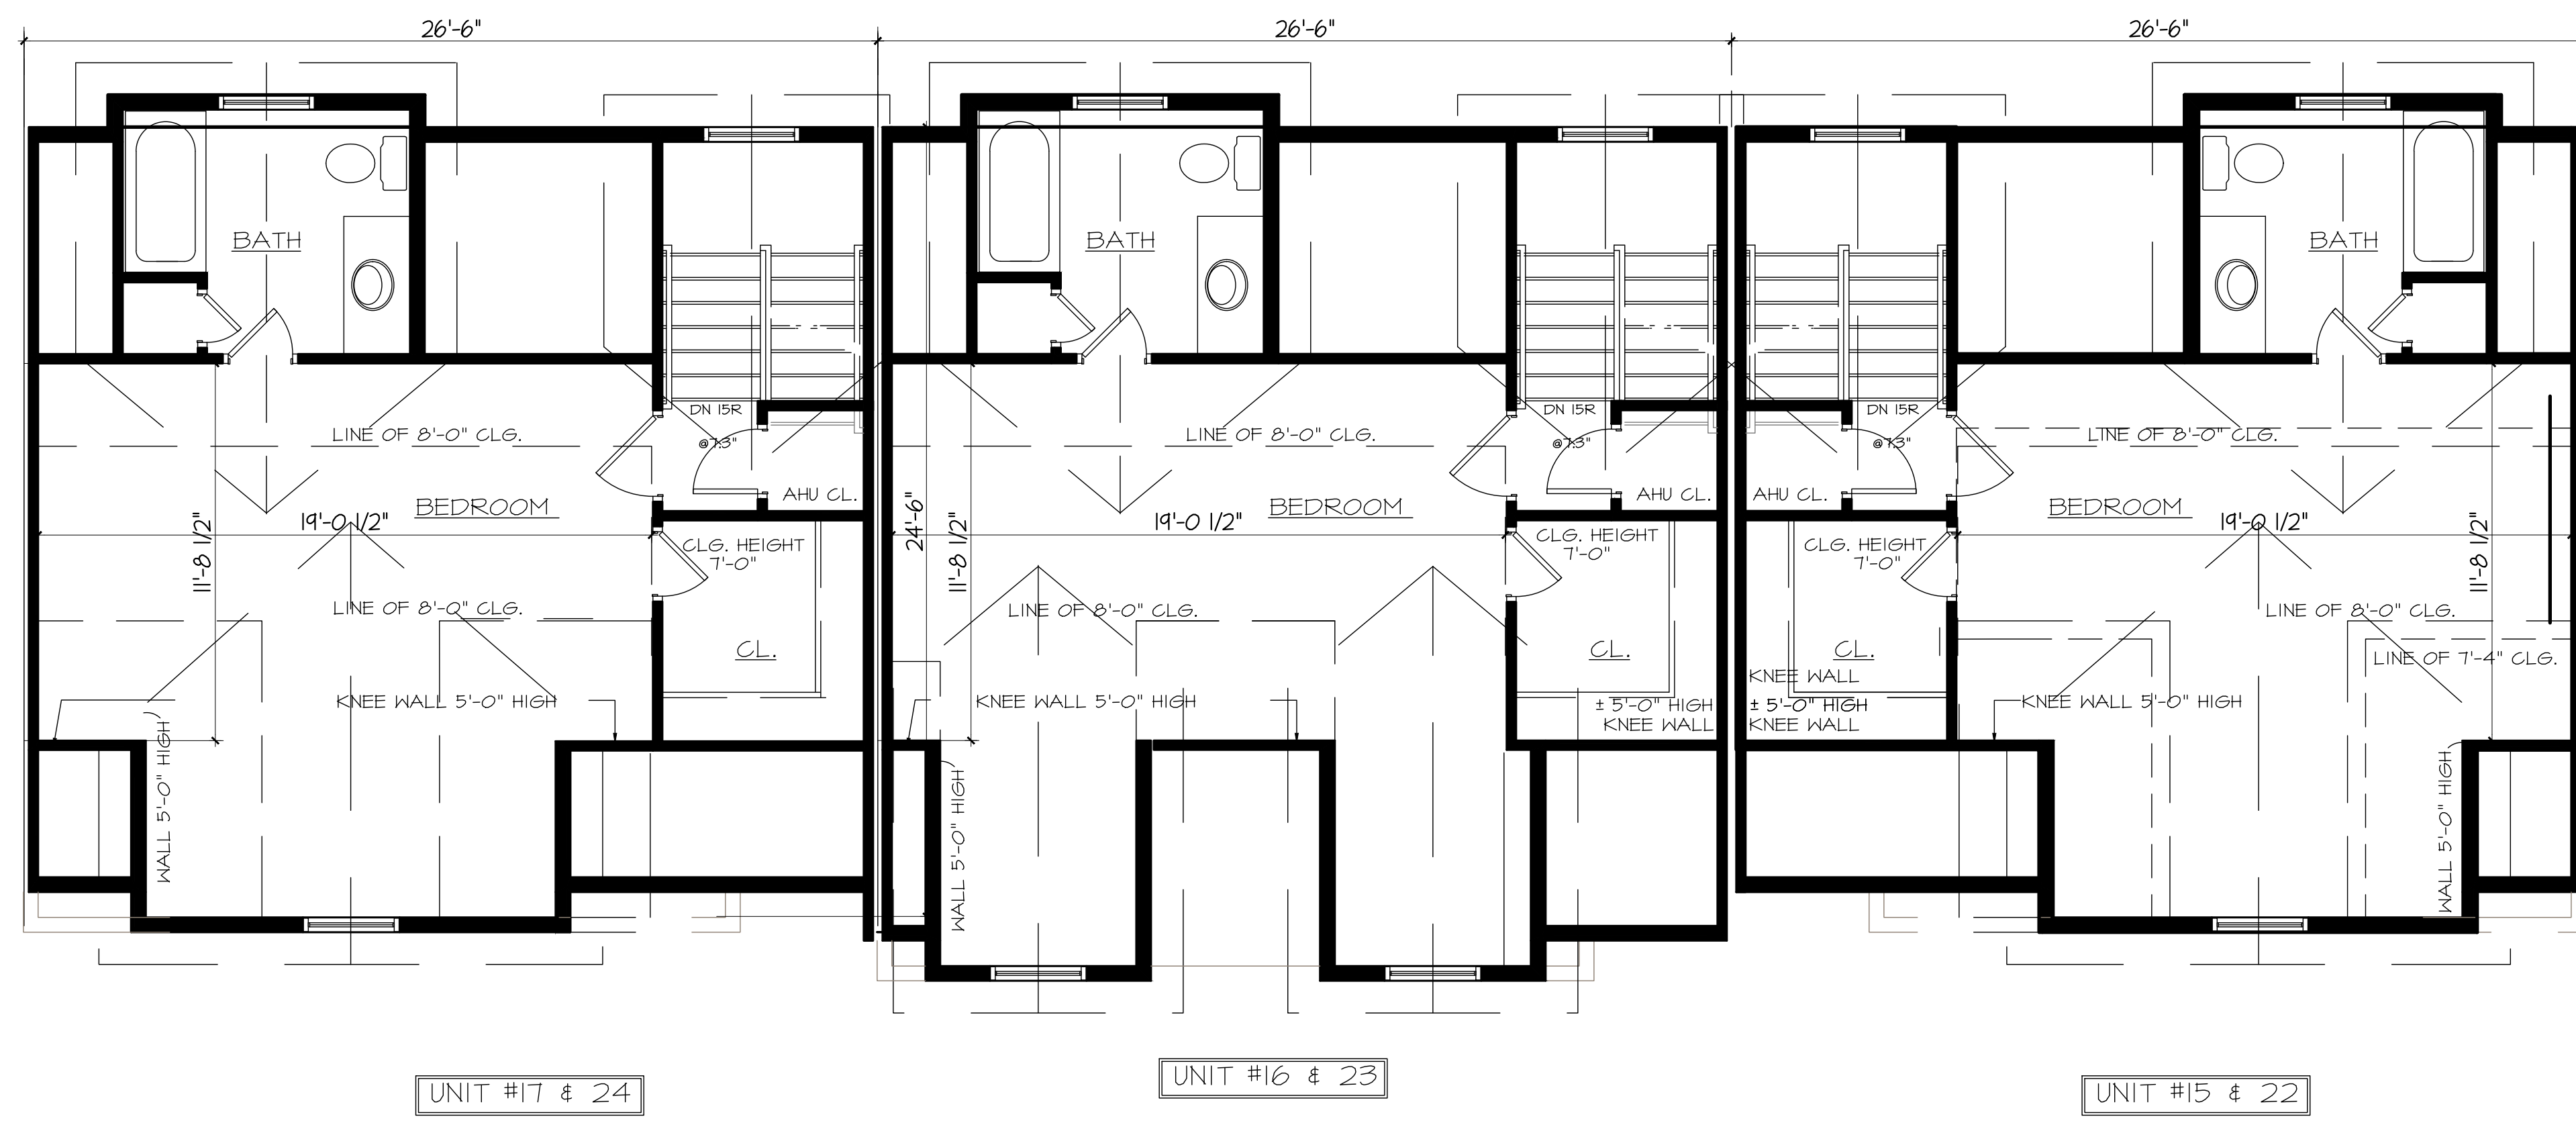 26'-6"
26'-6"
26'-6"
BATH
BATH
BATH
DN 15R
DN 15R
DN 15R
LINE OF 8'-0" CLG.
@7.3"
LINE OF 8'-0" CLG.
@7.3"
@7.3"
LINE OF 8'-0" CLG.
AHU CL.
AHU CL.
AHU CL.
BEDROOM
BEDROOM
BEDROOM
19'-0 1/2"
19'-0 1/2"
19'-0 1/2"
11'-8 1/2"
24'-6"
11'-8 1/2"
11'-8 1/2"
CLG. HEIGHT
7'-0"
CLG. HEIGHT
7'-0"
CLG. HEIGHT
7'-0"
LINE OF 8'-0" CLG.
LINE OF 8'-0" CLG.
LINE OF 8'-0" CLG.
CL.
CL.
CL.
LINE OF 7'-4" CLG.
KNEE WALL
KNEE WALL 5'-0" HIGH
KNEE WALL 5'-0" HIGH
± 5'-0" HIGH
KNEE WALL
± 5'-0" HIGH
KNEE WALL
KNEE WALL 5'-0" HIGH
WALL 5'-0" HIGH
WALL 5'-0" HIGH
WALL 5'-0" HIGH
UNIT #17 & 24
UNIT #16 & 23
UNIT #15 & 22